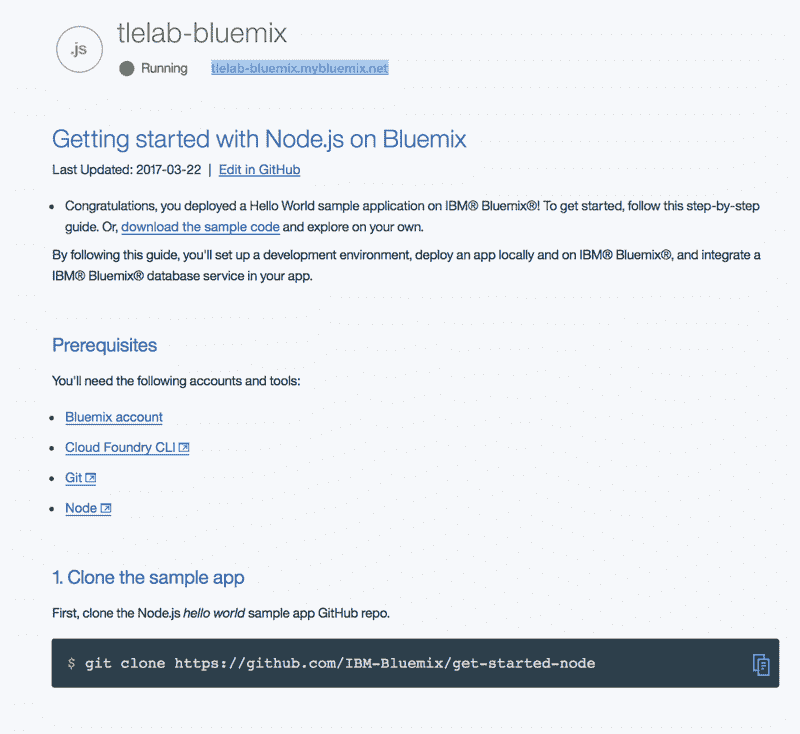 .js
tlelab-bluemix
Running tlelab-bluemix.mybluemix.net
Getting started with Node.js on Bluemix
Last Updated: 2017-03-22 | Edit in GitHub
• Congratulations, you deployed a Hello World sample application on IBM® Bluemix®! To get started, follow this step-by-step
guide. Or, download the sample code and explore on your own.
By following this guide, you'll set up a development environment, deploy an app locally and on IBM® Bluemix®, and integrate a
IBM® Bluemix® database service in your app.
Prerequisites
You'll need the following accounts and tools:
• Bluemix account
• Cloud Foundry CLI
• Git
• Node
1. Clone the sample app
First, clone the Node.js hello world sample app GitHub repo.
$ git clone https://github.com/IBM-Bluemix/get-started-node